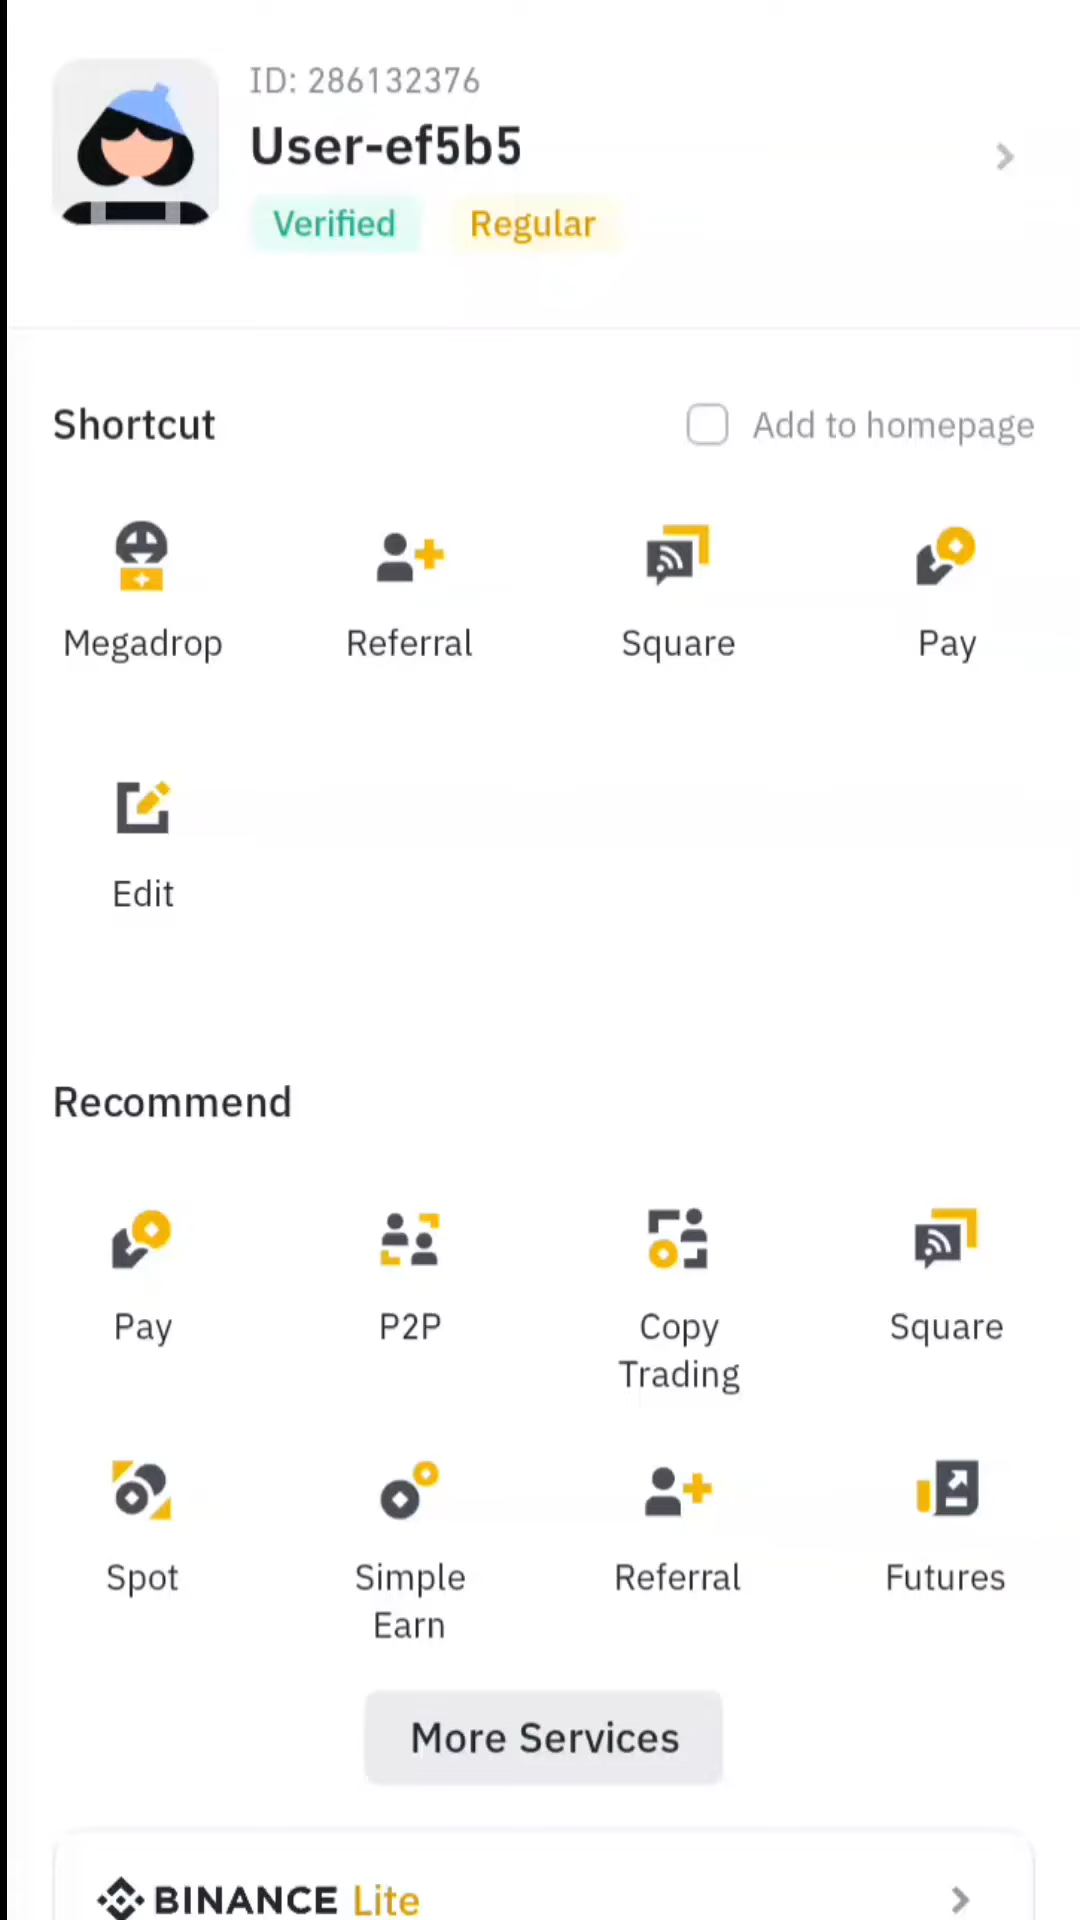 ID: 286132376
User-ef5b5
Verified Regular
Shortcut Add to homepage
Megadrop Referral Square Pay
Edit
Recommend
Pay P2P Copy Trading Square
Spot Simple Earn Referral Futures
More Services
BINANCE Lite